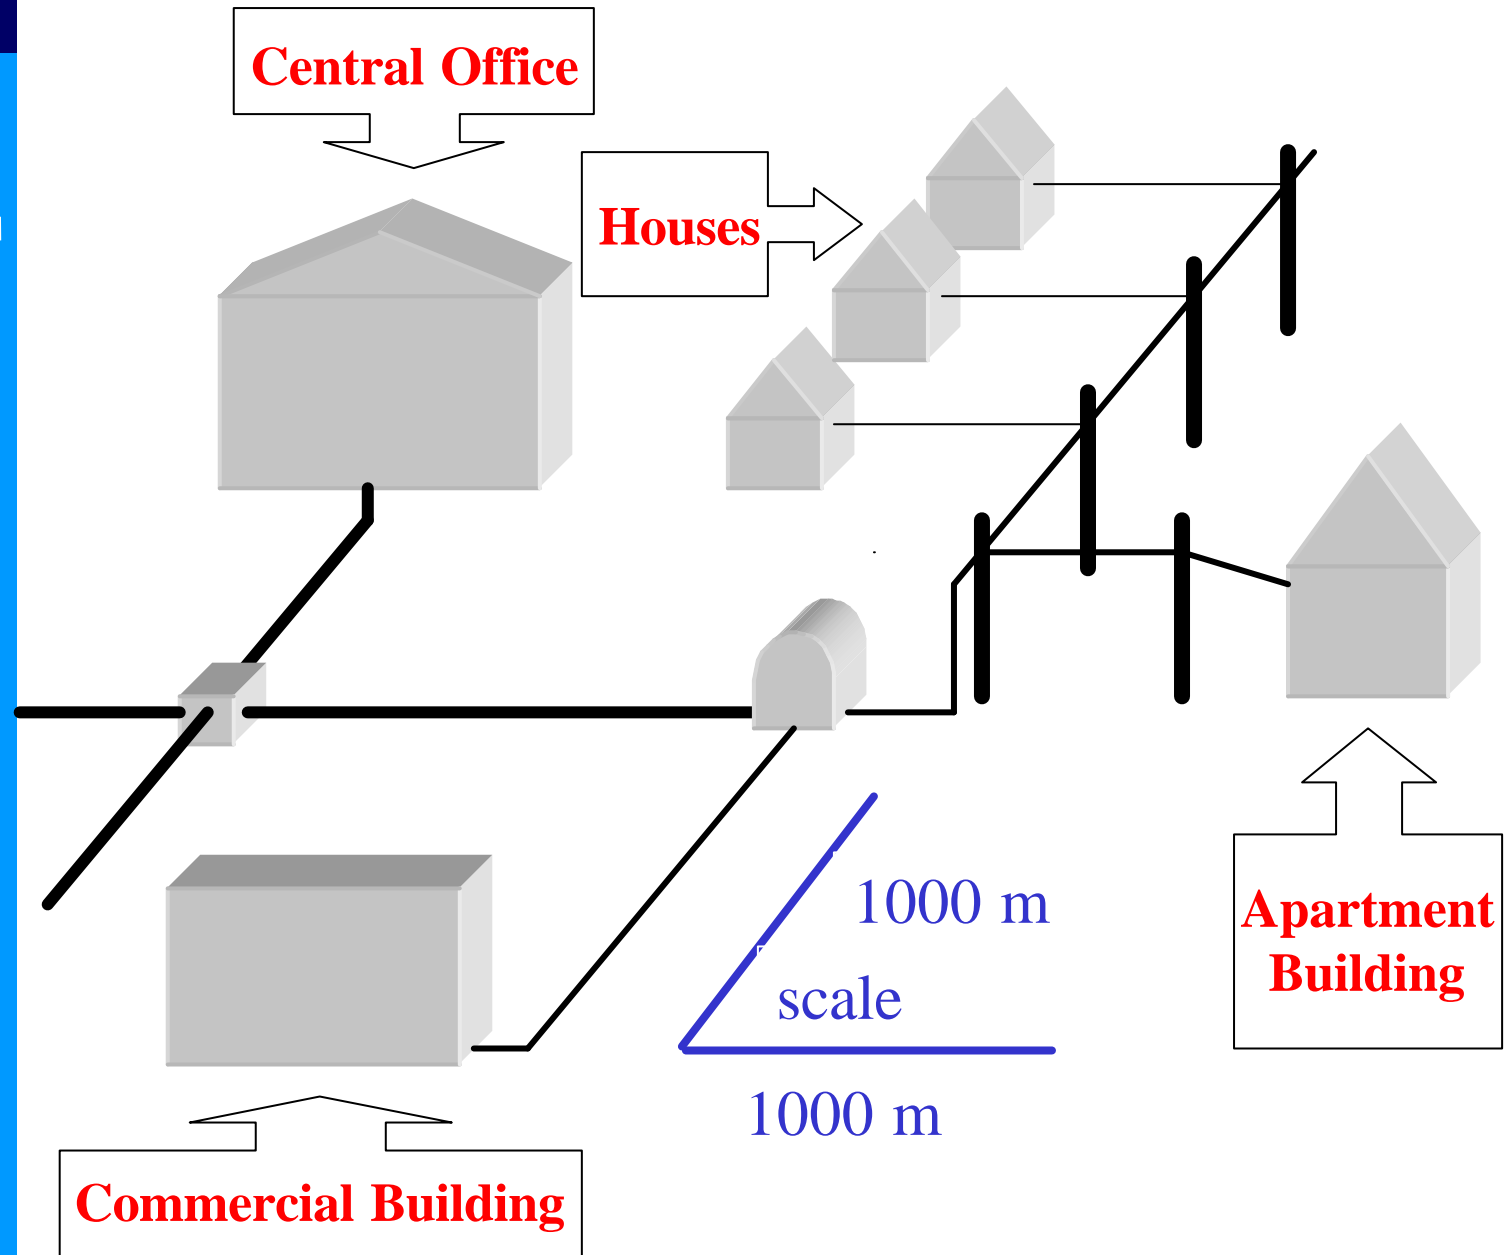 Central Office
Houses
1000 m
scale
1000 m
Apartment
Building
Commercial Building